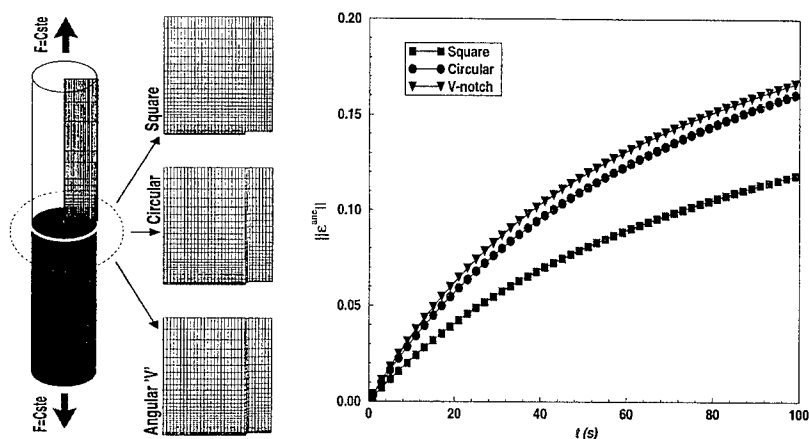 F=Cste
Square
Circular
Angular 'V'
F=Cste
0.20
0.15
0.10
0.05
0.00
||ε^ane||
Square
Circular
V-notch
0
20
40
60
80
100
t (s)